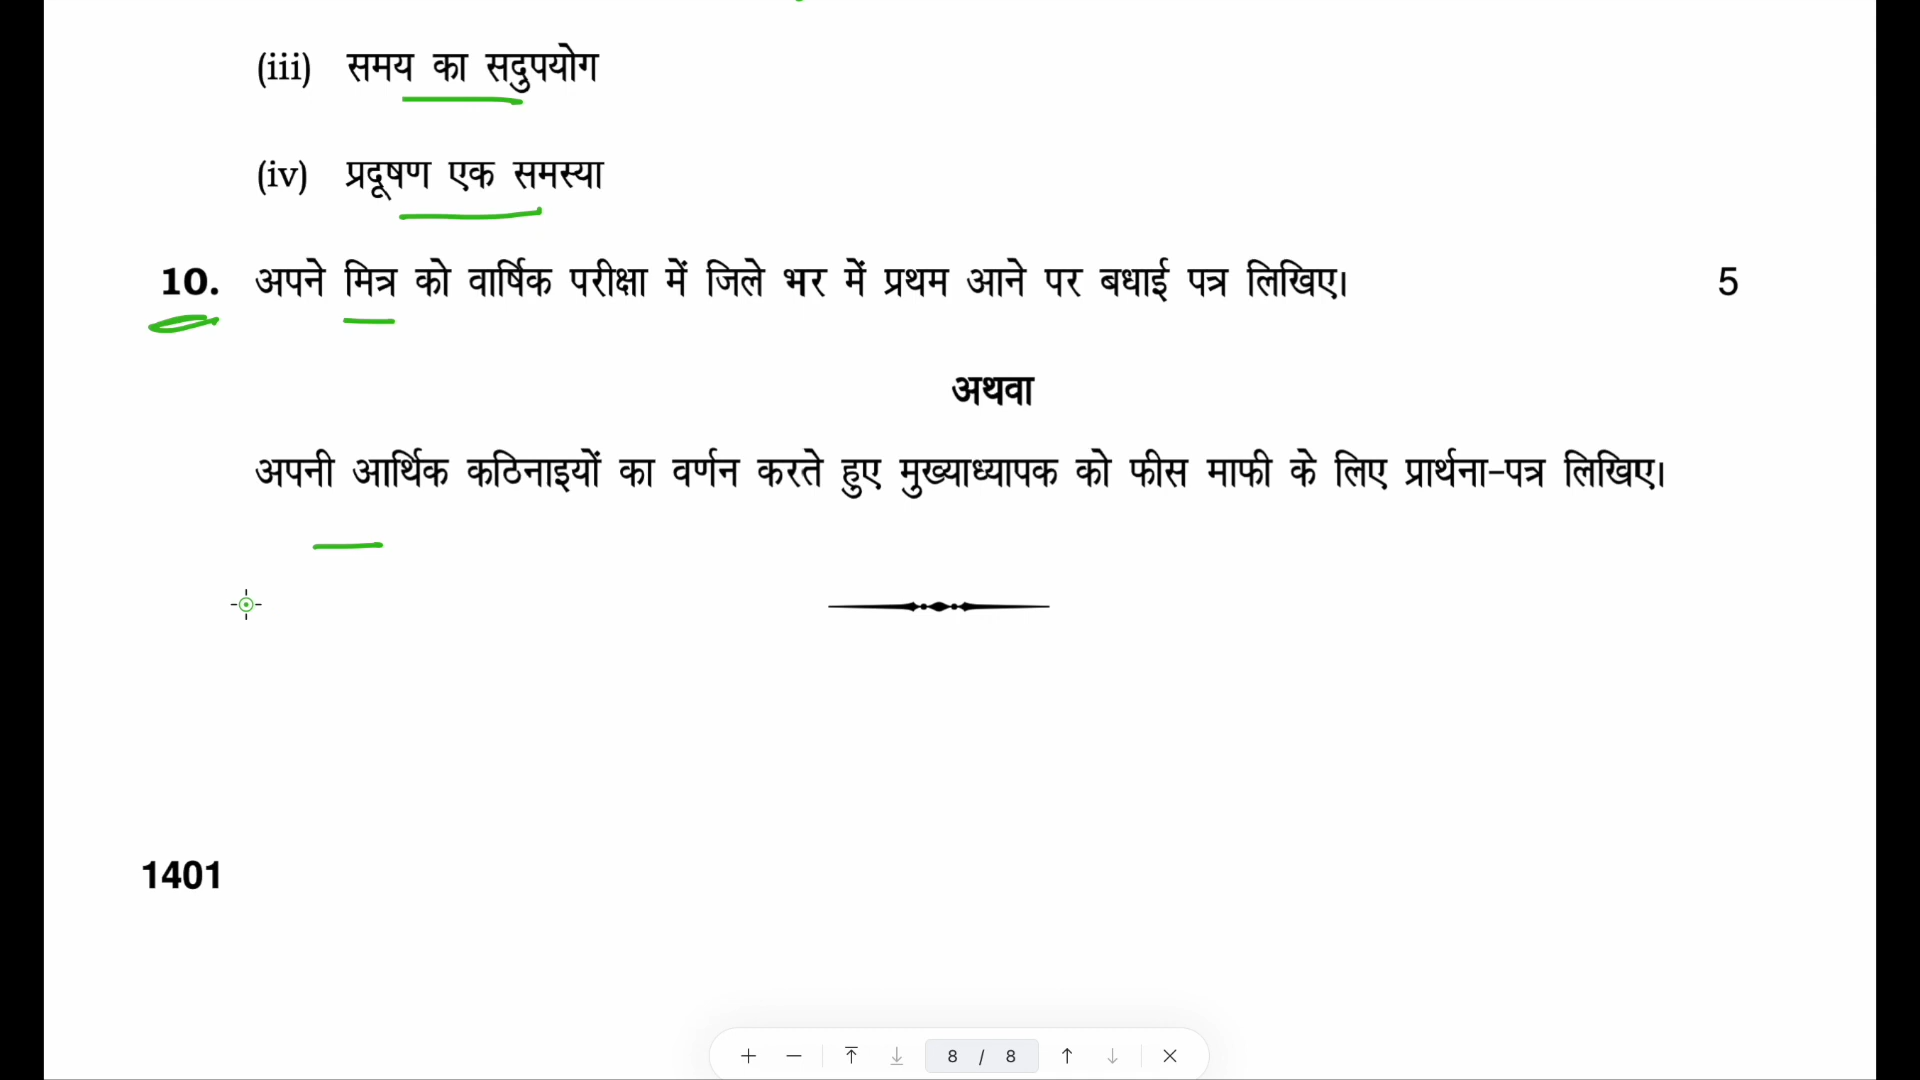 (iii) समय का सदुपयोग
(iv) प्रदूषण एक समस्या
10. अपने मित्र को वार्षिक परीक्षा में जिले भर में प्रथम आने पर बधाई पत्र लिखिए। 5
अथवा
अपनी आर्थिक कठिनाइयों का वर्णन करते हुए मुख्याध्यापक को फीस माफी के लिए प्रार्थना-पत्र लिखिए।
1401
8 / 8